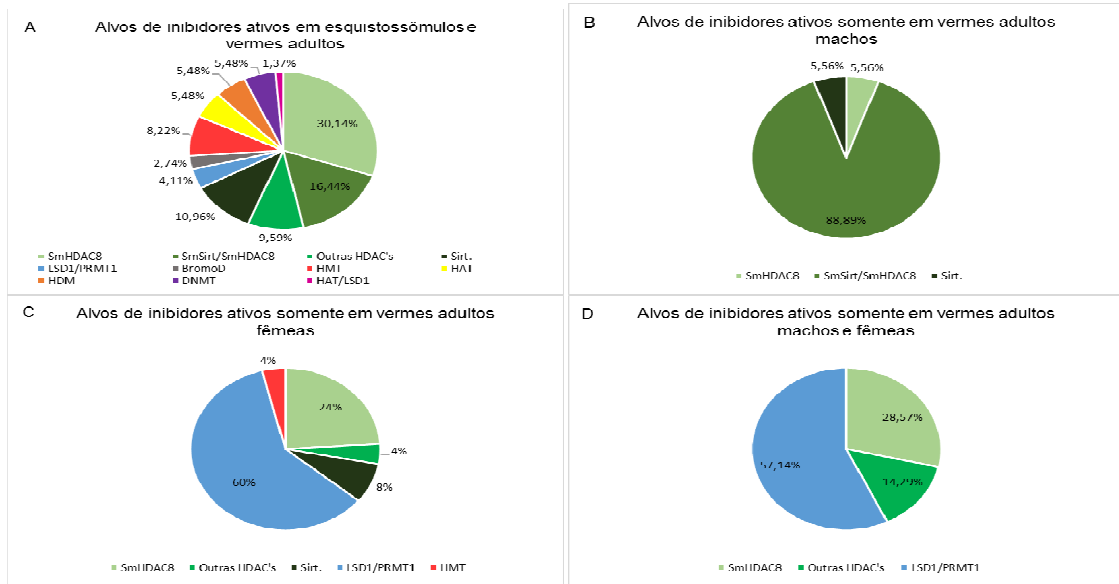 A
Alvos de inibidores ativos em esquistossômulos e
vermes adultos
5,48%
1,37%
5,48%
5,48%
8,22%
2,74%
4,11%
10,96%
9,59%
16,44%
30,14%
SmHDAC8
SmSirt/SmHDAC8
Outras HDAC's
Sirt.
LSD1/PRMT1
BromoD
HMT
HAT
HDM
DNMT
HAT/LSD1
B
Alvos de inibidores ativos somente em vermes adultos
machos
5,56%
5,56%
88,89%
SmHDAC8
SmSirt/SmHDAC8
Sirt.
C
Alvos de inibidores ativos somente em vermes adultos
fêmeas
4%
24%
4%
8%
60%
SmHDAC8
Outras HDAC's
Sirt.
LSD1/PRMT1
HMT
D
Alvos de inibidores ativos somente em vermes adultos
machos e fêmeas
28,57%
57,14%
14,29%
SmHDAC8
Outras HDAC's
LSD1/PRMT1